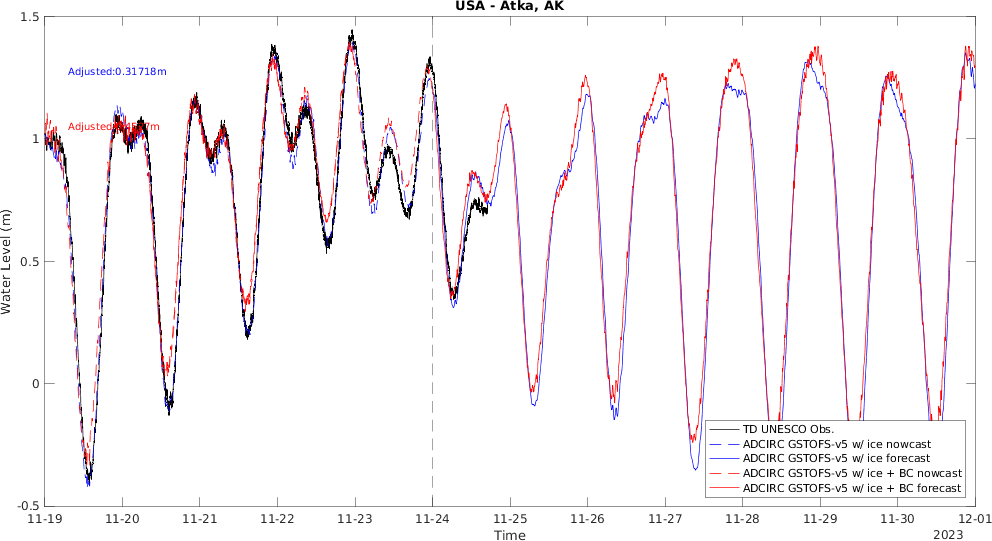 USA - Atka, AK
1.5
1
0.5
0
-0.5
Water Level (m)
Adjusted:0.31718m
11-19
11-20
11-21
11-22
11-23
11-24
11-25
11-26
11-27
11-28
11-29
11-30
12-01
Time
2023
TD UNESCO Obs.
ADCIRC GSTOFS-v5 w/ ice nowcast
ADCIRC GSTOFS-v5 w/ ice forecast
ADCIRC GSTOFS-v5 w/ ice + BC nowcast
ADCIRC GSTOFS-v5 w/ ice + BC forecast